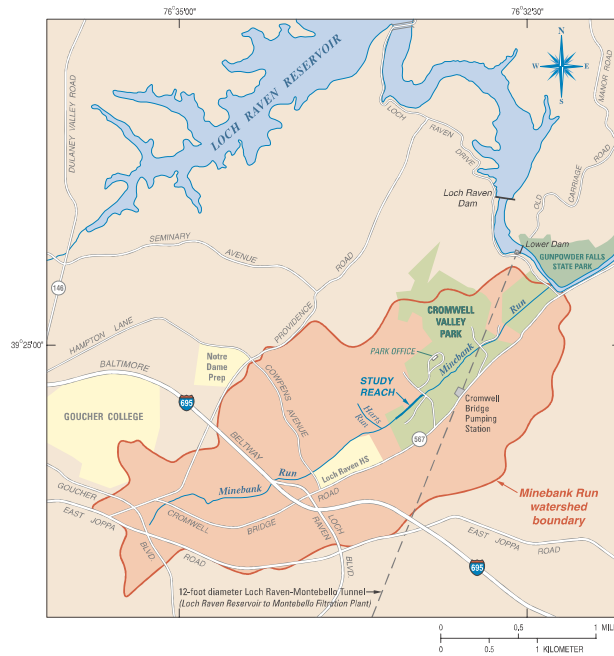 76°35'00"
76°32'30"
39°25'00"
N
W
E
S
LOCH RAVEN RESERVOIR
DULANEY VALLEY ROAD
MANOR ROAD
LOCH
RAVEN
DRIVE
OLD
CARRIAGE
ROAD
Loch Raven
Dam
Lower Dam
GUNPOWDER FALLS
STATE PARK
SEMINARY
AVENUE
146
PROVIDENCE
ROAD
HAMPTON LANE
CROMWELL
VALLEY
PARK
Run
PARK OFFICE
Minebank
BALTIMORE
Notre
Dame
Prep
COWPENS
AVENUE
STUDY
REACH
695
GOUCHER COLLEGE
BELTWAY
Harts
Run
Cromwell
Bridge
Pumping
Station
567
Loch Raven HS
Run
Minebank
GOUCHER
BLVD.
CROMWELL
BRIDGE
ROAD
LOCH
RAVEN
BLVD.
EAST JOPPA
ROAD
EAST JOPPA
ROAD
Minebank Run
watershed
boundary
695
12-foot diameter Loch Raven-Montebello Tunnel
(Loch Raven Reservoir to Montebello Filtration Plant)
0
0.5
1 MIL
0
0.5
1 KILOMETER